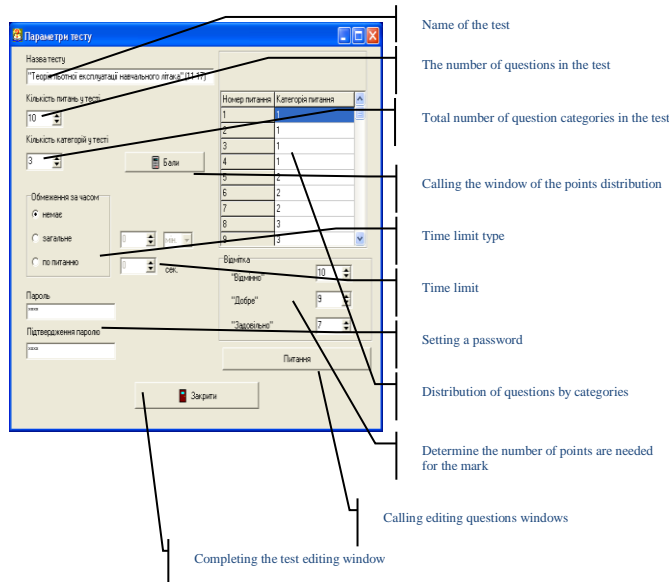 Параметри тесту
Name of the test
Назва тесту
"Теорія льотної експлуатації навчального літака" (11-17)
The number of questions in the test
Кількість питань у тесті
Номер питання Категорія питання
10
1 1
Total number of question categories in the test
2 1
Кількість категорій у тесті
3 1
3
Бали
4 1
5 2
Calling the window of the points distribution
Обмеження за часом
6 2
немає
7 2
8 3
загальне
0
мин.
9 3
Time limit type
по питанню
0
сек.
Відмітка
"Відмінно" 10
Time limit
Пароль
"Добре" 9
****
Підтвердження паролю
"Задовільно" 7
Setting a password
****
Питання
Distribution of questions by categories
Закрити
Determine the number of points are needed
for the mark
Calling editing questions windows
Completing the test editing window